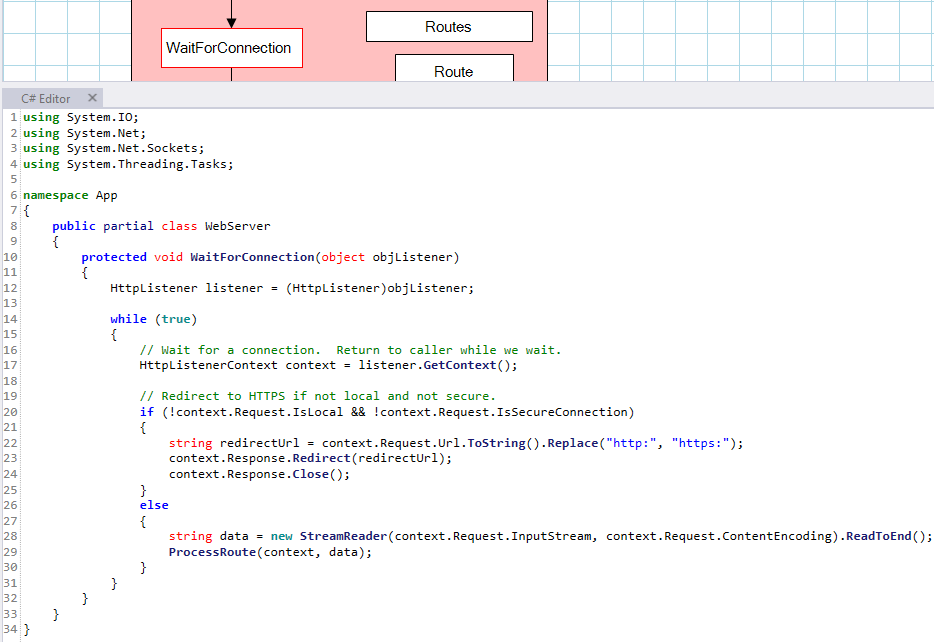 Routes
WaitForConnection
Route
C# Editor ✕
1 using System.IO;
2 using System.Net;
3 using System.Net.Sockets;
4 using System.Threading.Tasks;
5
6 namespace App
7 {
8     public partial class WebServer
9     {
10         protected void WaitForConnection(object objListener)
11         {
12             HttpListener listener = (HttpListener)objListener;
13
14             while (true)
15             {
16                 // Wait for a connection.  Return to caller while we wait.
17                 HttpListenerContext context = listener.GetContext();
18
19                 // Redirect to HTTPS if not local and not secure.
20                 if (!context.Request.IsLocal && !context.Request.IsSecureConnection)
21                 {
22                     string redirectUrl = context.Request.Url.ToString().Replace("http:", "https:");
23                     context.Response.Redirect(redirectUrl);
24                     context.Response.Close();
25                 }
26                 else
27                 {
28                     string data = new StreamReader(context.Request.InputStream, context.Request.ContentEncoding).ReadToEnd();
29                     ProcessRoute(context, data);
30                 }
31             }
32         }
33     }
34 }